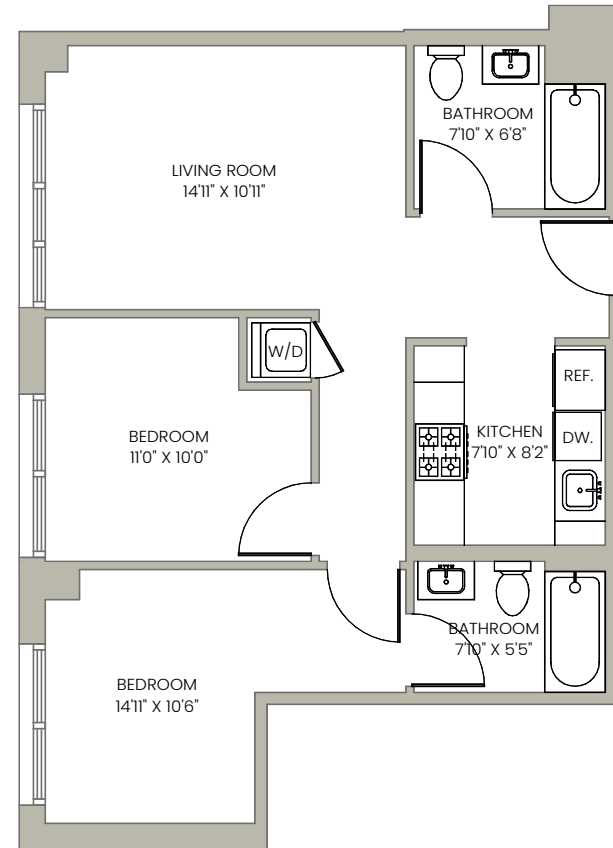 BATHROOM
7'10" X 6'8"
LIVING ROOM
14'11" X 10'11"
W/D
REF.
KITCHEN
7'10" X 8'2"
DW.
BEDROOM
11'0" X 10'0"
BATHROOM
7'10" X 5'5"
BEDROOM
14'11" X 10'6"